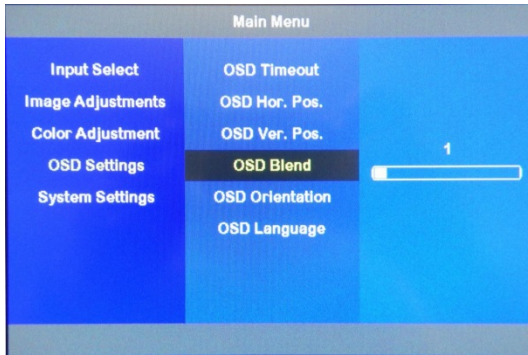 Main Menu
Input Select
Image Adjustments
Color Adjustment
OSD Settings
System Settings
OSD Timeout
OSD Hor. Pos.
OSD Ver. Pos.
OSD Blend
OSD Orientation
OSD Language
1